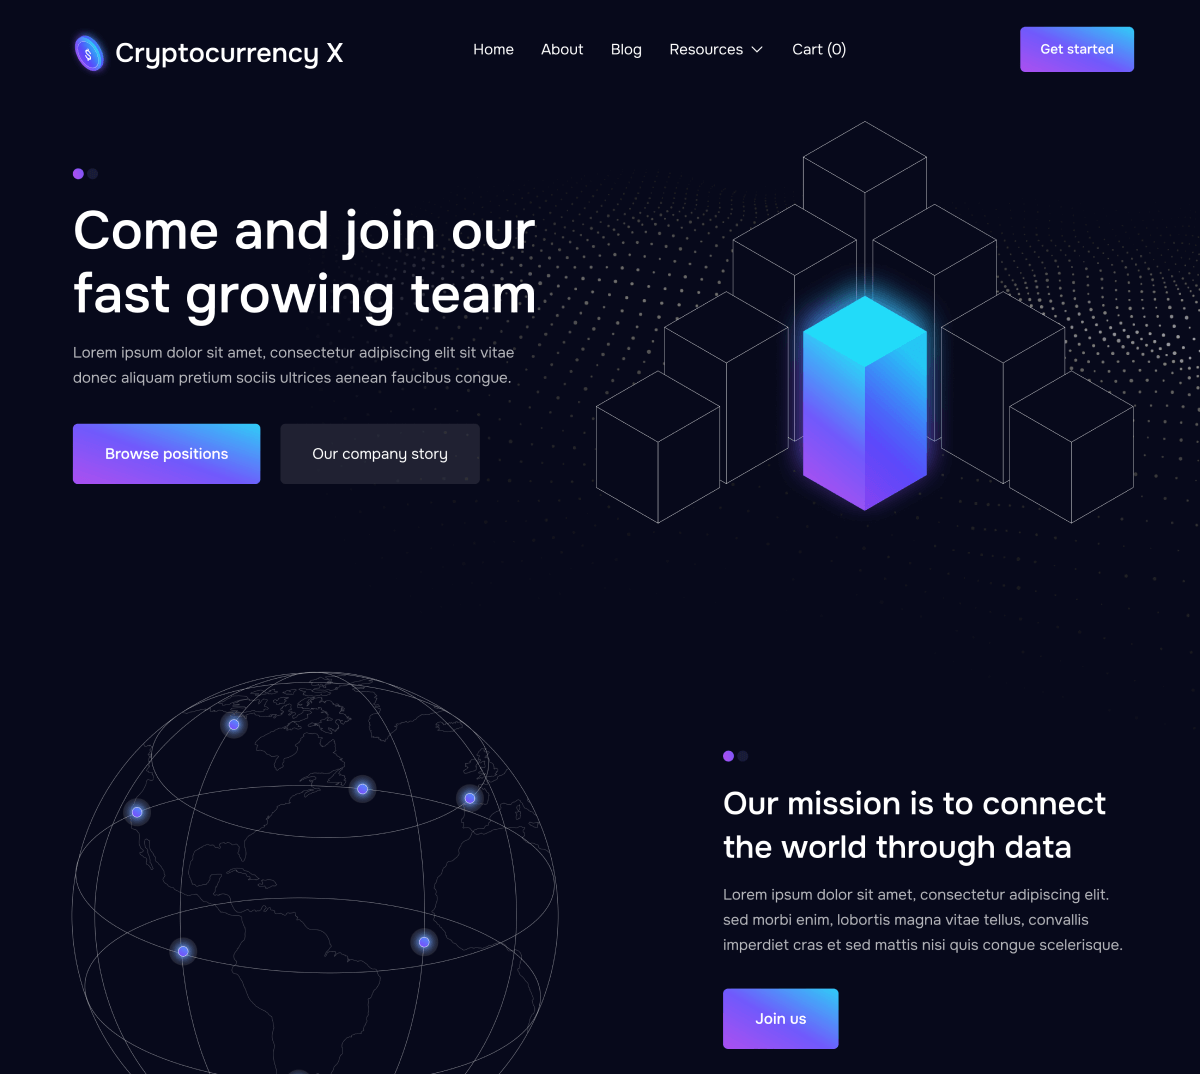 Cryptocurrency X
Home About Blog Resources Cart (0)
Get started
Come and join our
fast growing team
Lorem ipsum dolor sit amet, consectetur adipiscing elit sit vitae
donec aliquam pretium sociis ultrices aenean faucibus congue.
Browse positions
Our company story
Our mission is to connect
the world through data
Lorem ipsum dolor sit amet, consectetur adipiscing elit.
sed morbi enim, lobortis magna vitae tellus, convallis
imperdiet cras et sed mattis nisi quis congue scelerisque.
Join us